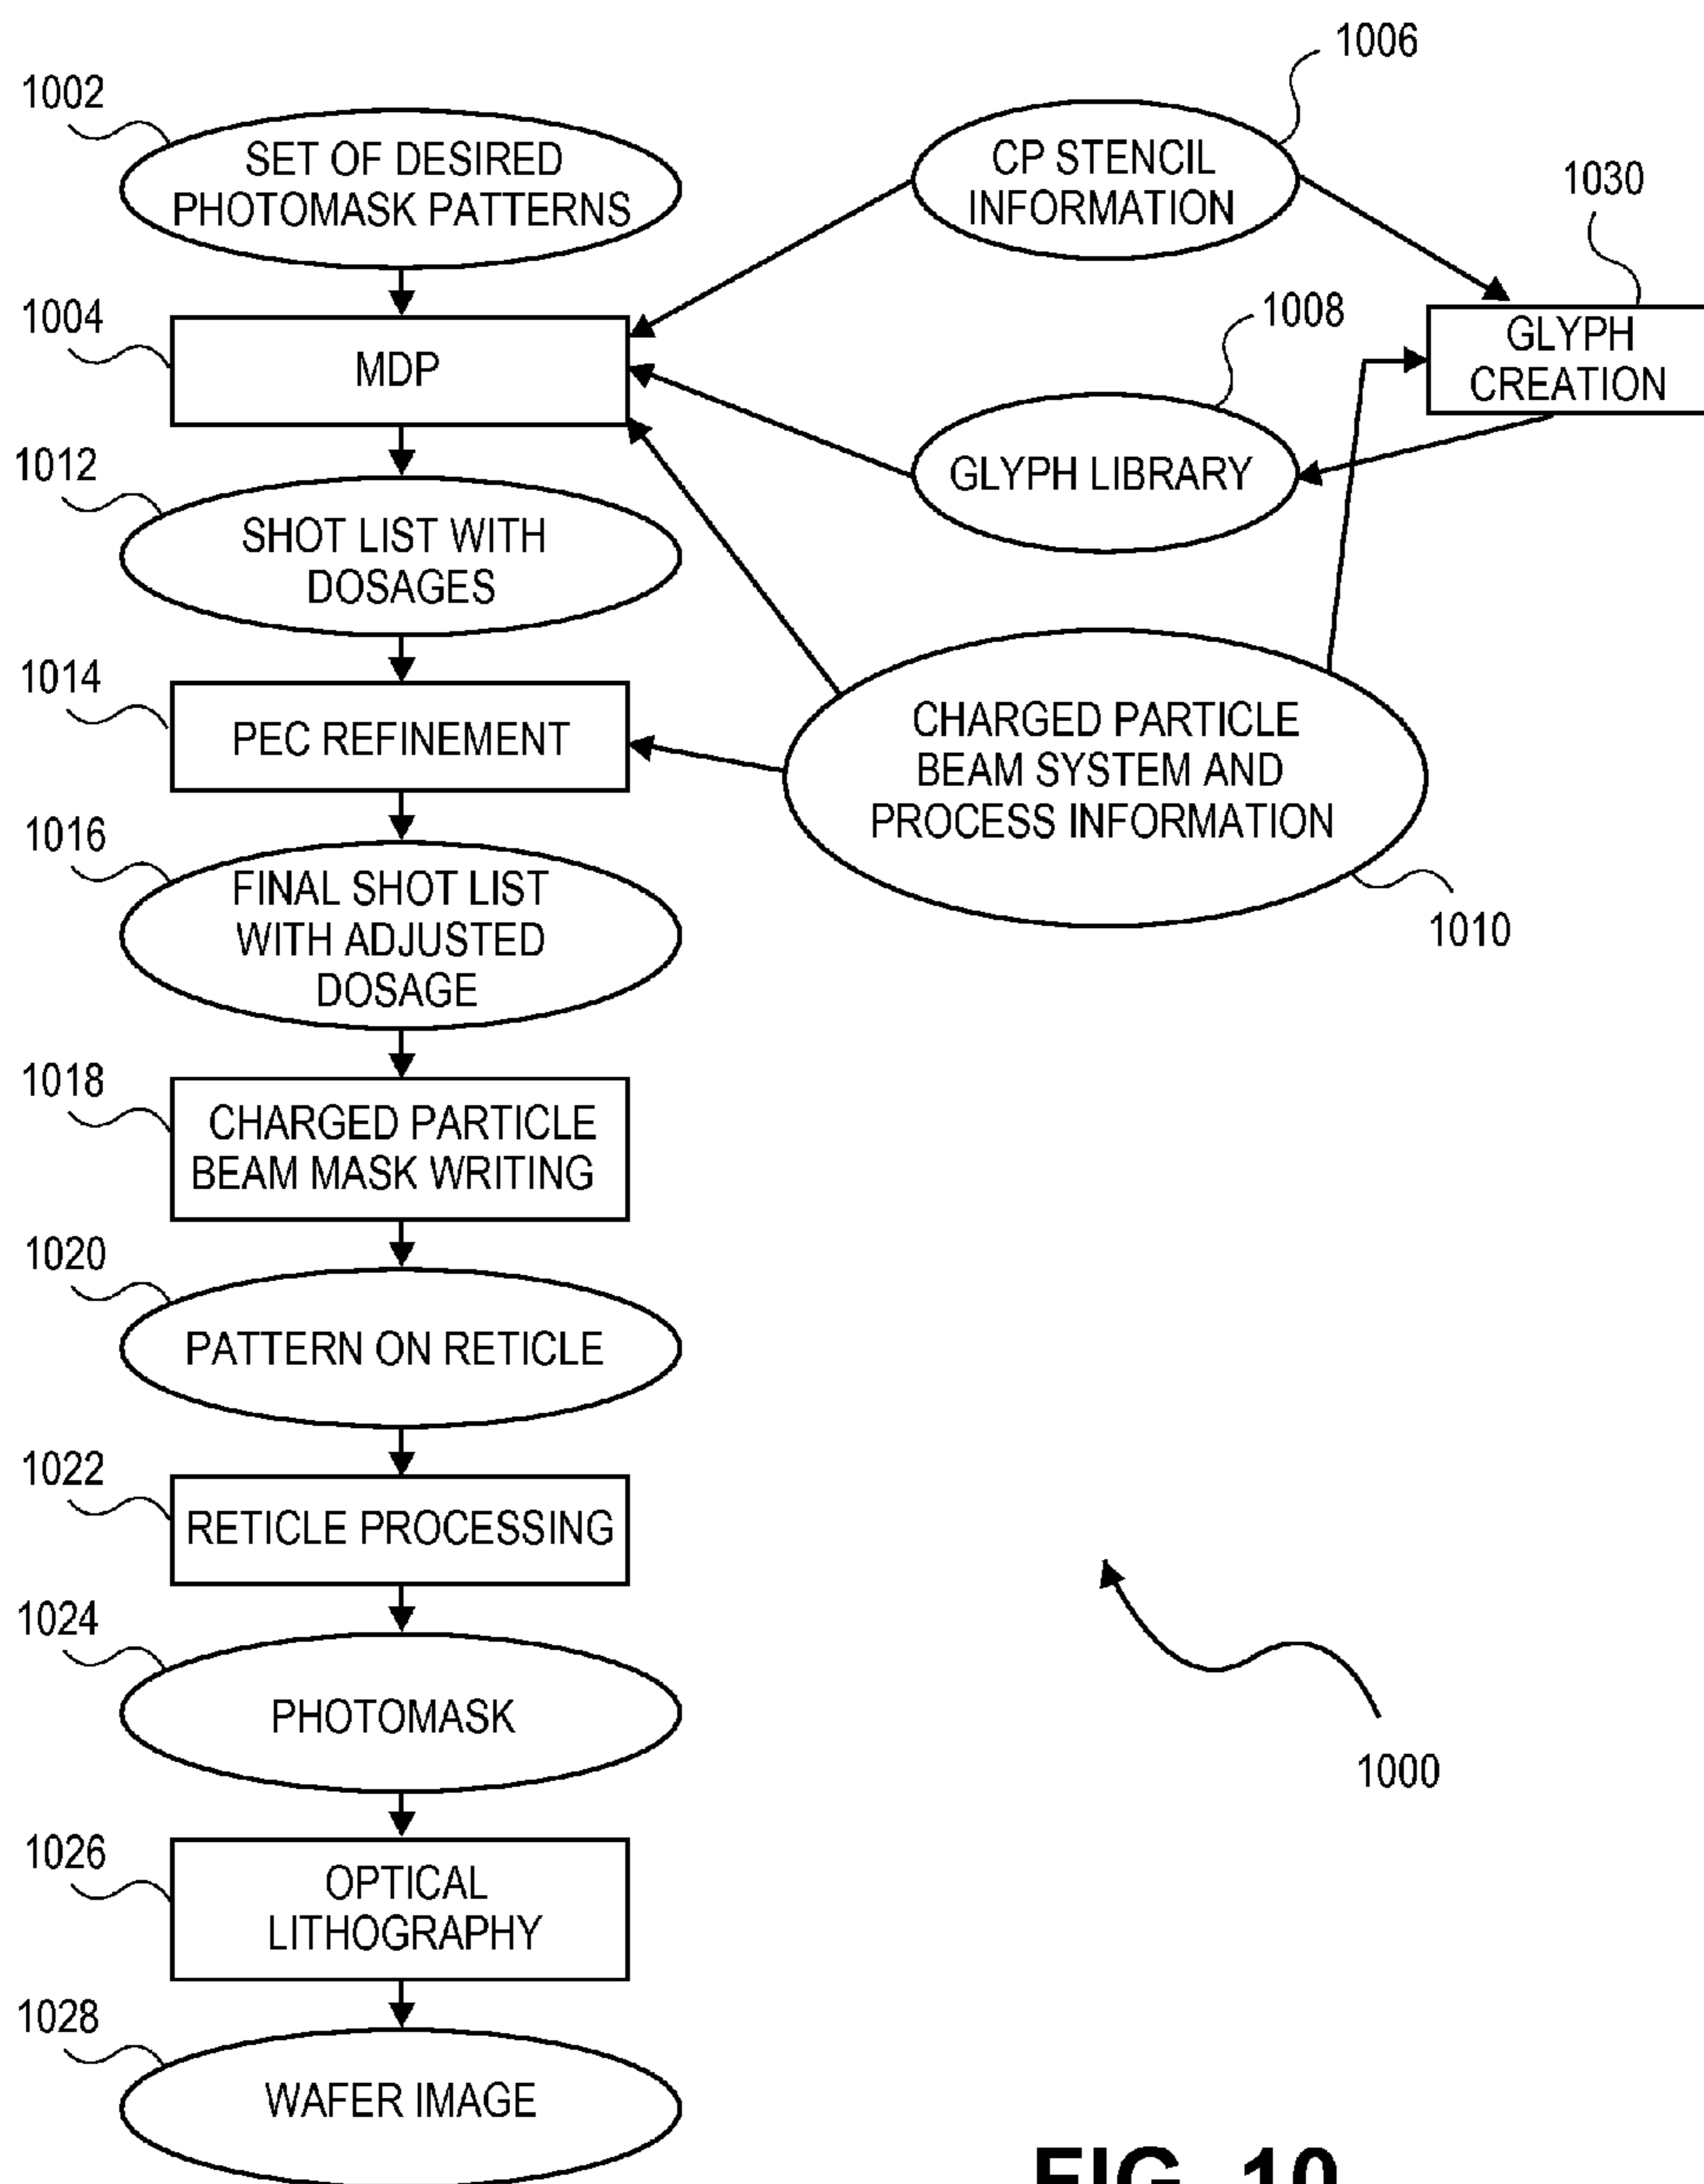 1002
SET OF DESIRED
PHOTOMASK PATTERNS
1006
CP STENCIL
INFORMATION
1030
GLYPH
CREATION
1004
MDP
1008
GLYPH LIBRARY
1012
SHOT LIST WITH
DOSAGES
1014
PEC REFINEMENT
CHARGED PARTICLE
BEAM SYSTEM AND
PROCESS INFORMATION
1010
1016
FINAL SHOT LIST
WITH ADJUSTED
DOSAGE
1018
CHARGED PARTICLE
BEAM MASK WRITING
1020
PATTERN ON RETICLE
1022
RETICLE PROCESSING
1024
PHOTOMASK
1000
1026
OPTICAL
LITHOGRAPHY
1028
WAFER IMAGE
FIG. 10